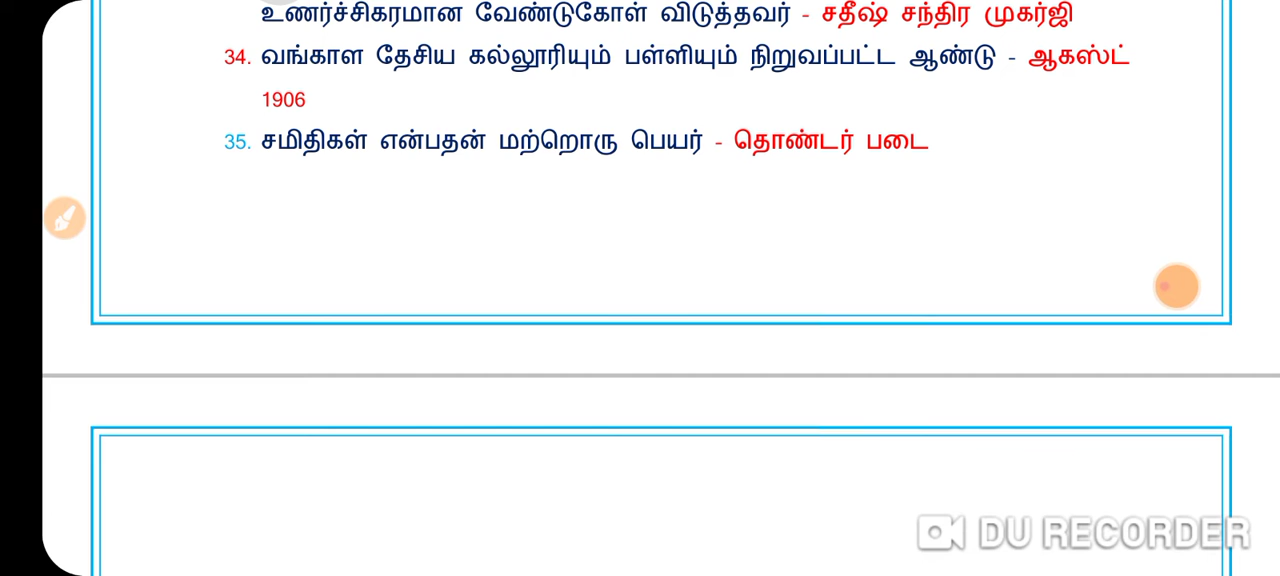 உணர்ச்சிகரமான வேண்டுகோள் விடுத்தவர் - சதீஷ் சந்திர முகர்ஜி
34. வங்காள தேசிய கல்லூரியும் பள்ளியும் நிறுவப்பட்ட ஆண்டு - ஆகஸ்ட்
1906
35. சமிதிகள் என்பதன் மற்றொரு பெயர் - தொண்டர் படை
DU RECORDER